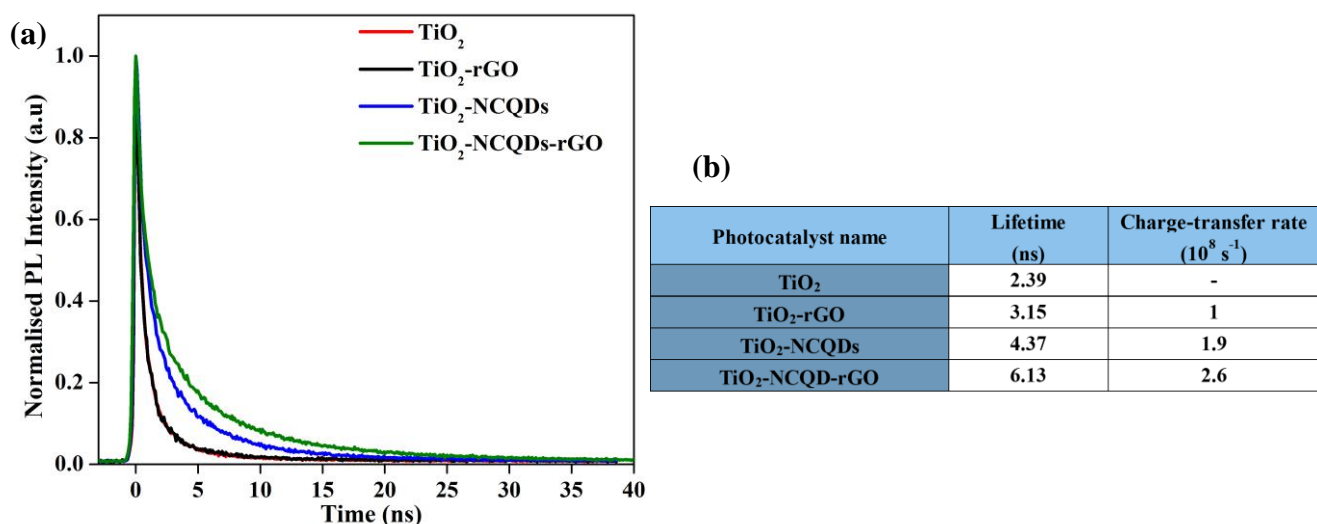 (a)
TiO₂
TiO₂-rGO
TiO₂-NCQDs
TiO₂-NCQDs-rGO
Normalised PL Intensity (a.u)
1.0
0.8
0.6
0.4
0.2
0.0
0 5 10 15 20 25 30 35 40
Time (ns)
(b)
Photocatalyst name Lifetime (ns) Charge-transfer rate (10⁸ s⁻¹)
TiO₂ 2.39 -
TiO₂-rGO 3.15 1
TiO₂-NCQDs 4.37 1.9
TiO₂-NCQD-rGO 6.13 2.6